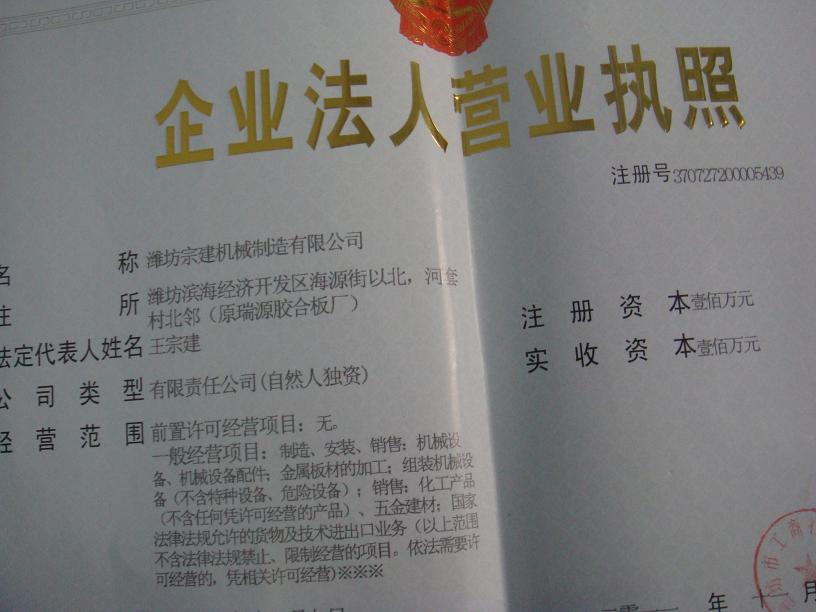 企业法人营业执照
注册号370727200005439
名 称 潍坊宗建机械制造有限公司
住 所 潍坊滨海经济开发区海源街以北，河套
村北邻（原瑞源胶合板厂）
注 册 资 本 壹佰万元
法定代表人姓名 王宗建
实 收 资 本 壹佰万元
公 司 类 型 有限责任公司(自然人独资)
经 营 范 围 前置许可经营项目：无。
一般经营项目：制造、安装、销售：机械设
备、机械设备配件；金属板材的加工；组装机械设
备（不含特种设备、危险设备）；销售；化工产品
（不含任何凭许可经营的产品）、五金建材；国家
法律法规允许的货物及技术进出口业务（以上范围
不含法律法规禁止、限制经营的项目。依法需要许
可经营的，凭相关许可经营)※※※
年 十一 月
市工商